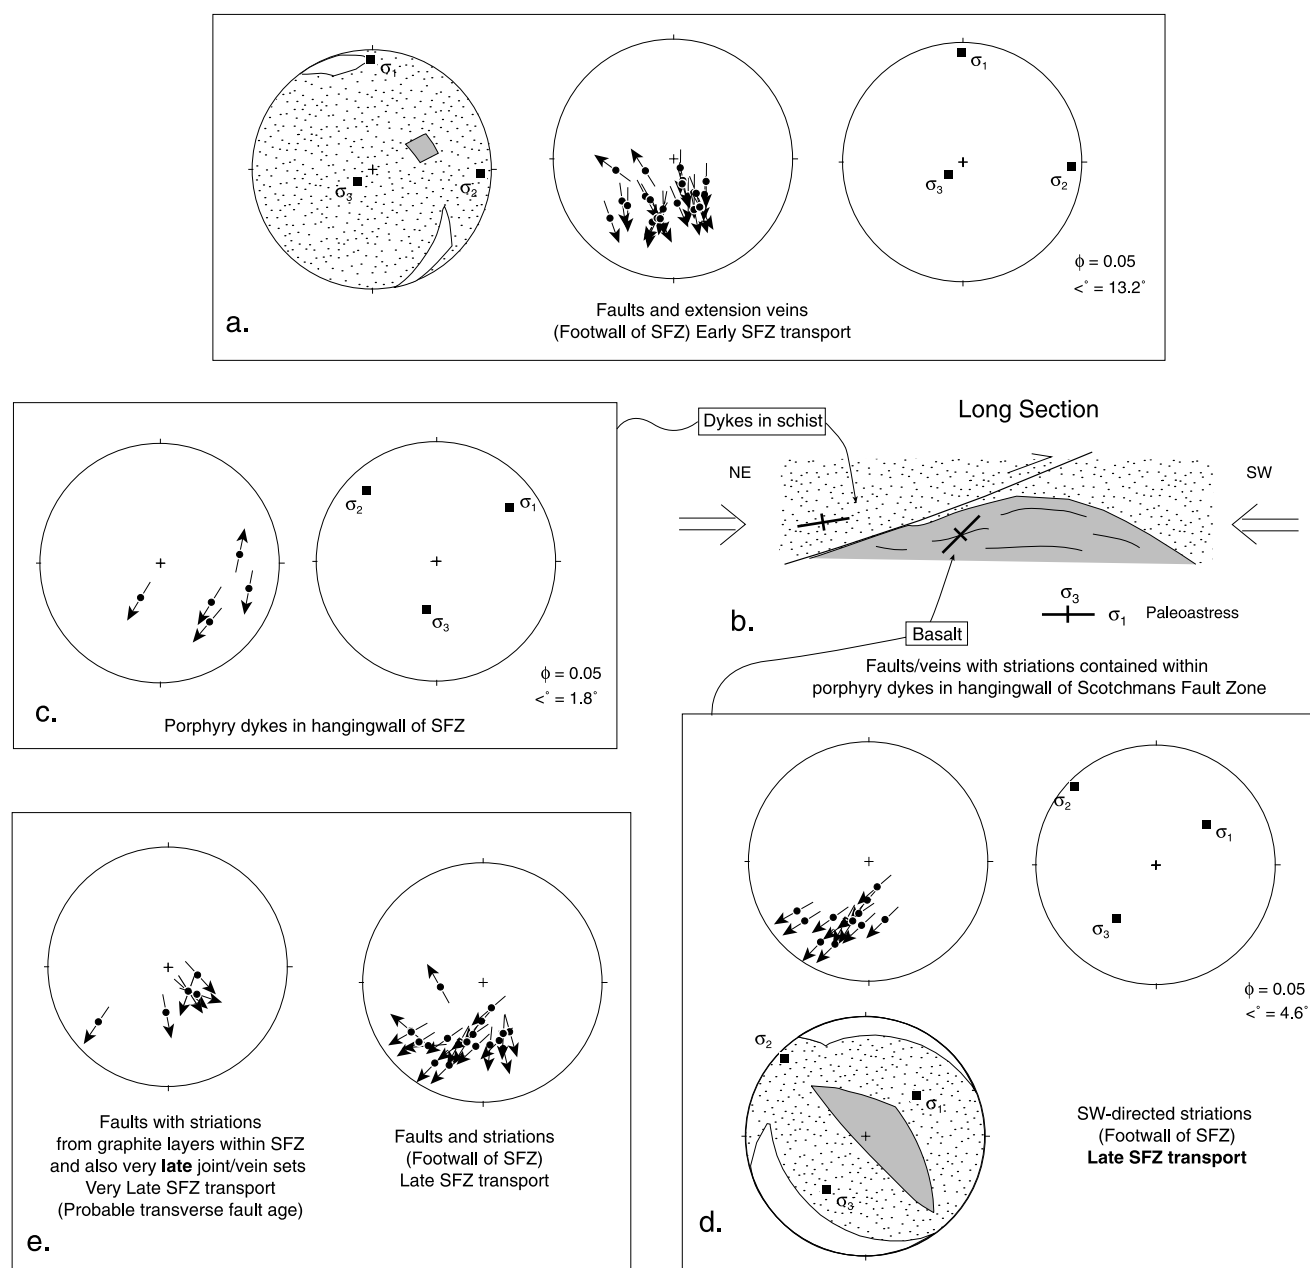 σ1
σ2
σ3
σ1
σ2
σ3
ϕ = 0.05
<° = 13.2°
a.
Faults and extension veins
(Footwall of SFZ) Early SFZ transport
σ2
σ1
σ3
ϕ = 0.05
<° = 1.8°
c.
Porphyry dykes in hangingwall of SFZ
Long Section
Dykes in schist
NE
SW
σ3
σ1
Paleoastress
b.
Basalt
Faults/veins with striations contained within
porphyry dykes in hangingwall of Scotchmans Fault Zone
σ2
σ1
σ3
ϕ = 0.05
<° = 4.6°
σ2
σ1
σ3
SW-directed striations
(Footwall of SFZ)
Late SFZ transport
d.
Faults with striations
from graphite layers within SFZ
and also very late joint/vein sets
Very Late SFZ transport
(Probable transverse fault age)
Faults and striations
(Footwall of SFZ)
Late SFZ transport
e.